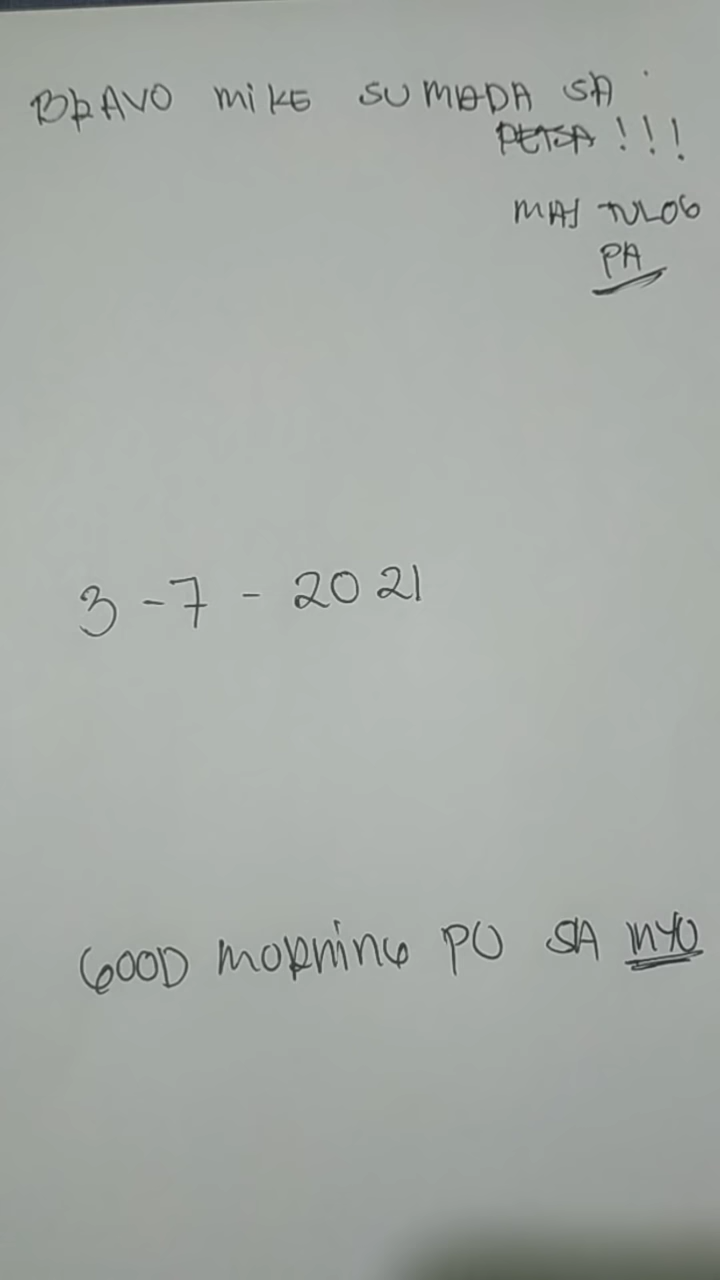 BRAVO MIKE SUMADA SA
PETSA!!!
MAY TULOG
PA
3-7-2021
GOOD MORNING PO SA INYO